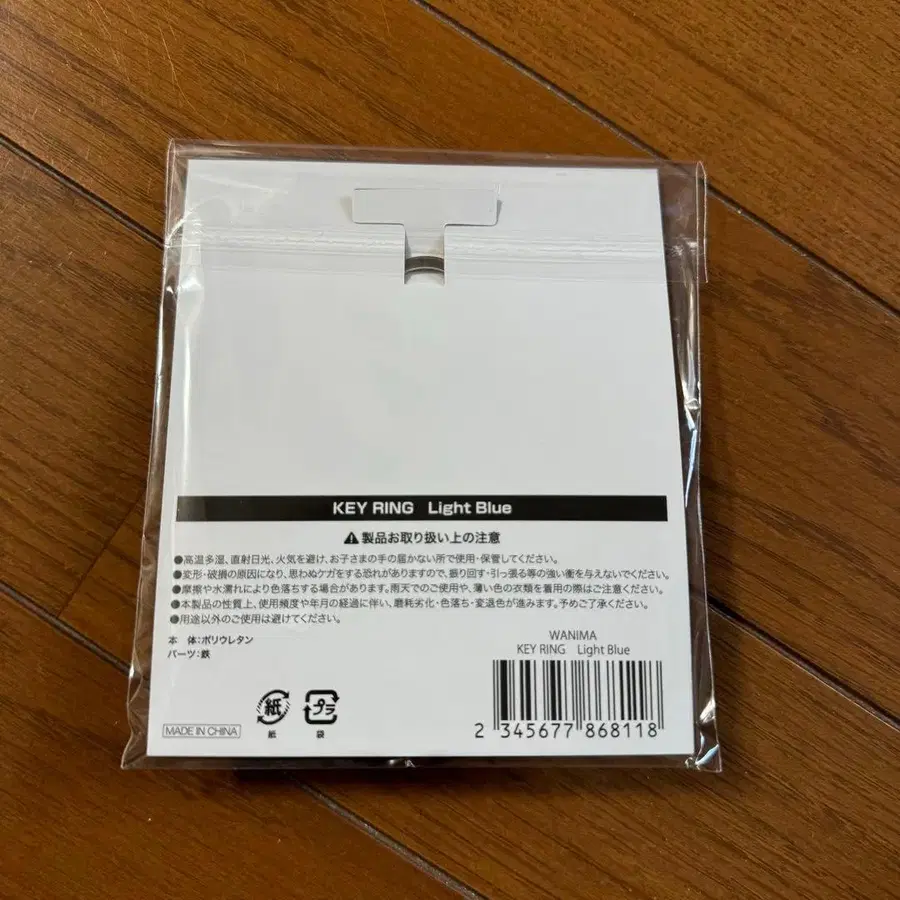 KEY RING Light Blue
⚠製品お取り扱い上の注意
●高温多湿、直射日光、火気を避け、お子さまの手の届かない所で使用・保管してください。
●変形・破損の原因になり、思わぬケガをする恐れがありますので、振り回す・引っ張る等の強い衝を与えないでください。
●摩擦や水濡れにより色落ちする場合があります。雨天でのご使用や、薄い色の衣類を着用の際はご注意ください。
●本製品の性質上、使用頻度や年月の経過に伴い、磨耗劣化・色落ち・変退色が進みます。予めご了承ください。
●用途以外のご使用は避けてください。
本 体:ポリウレタン
パーツ:鉄
WANIMA
KEY RING Light Blue
2 345677 868118
MADE IN CHINA
紙
紙
プラ
袋